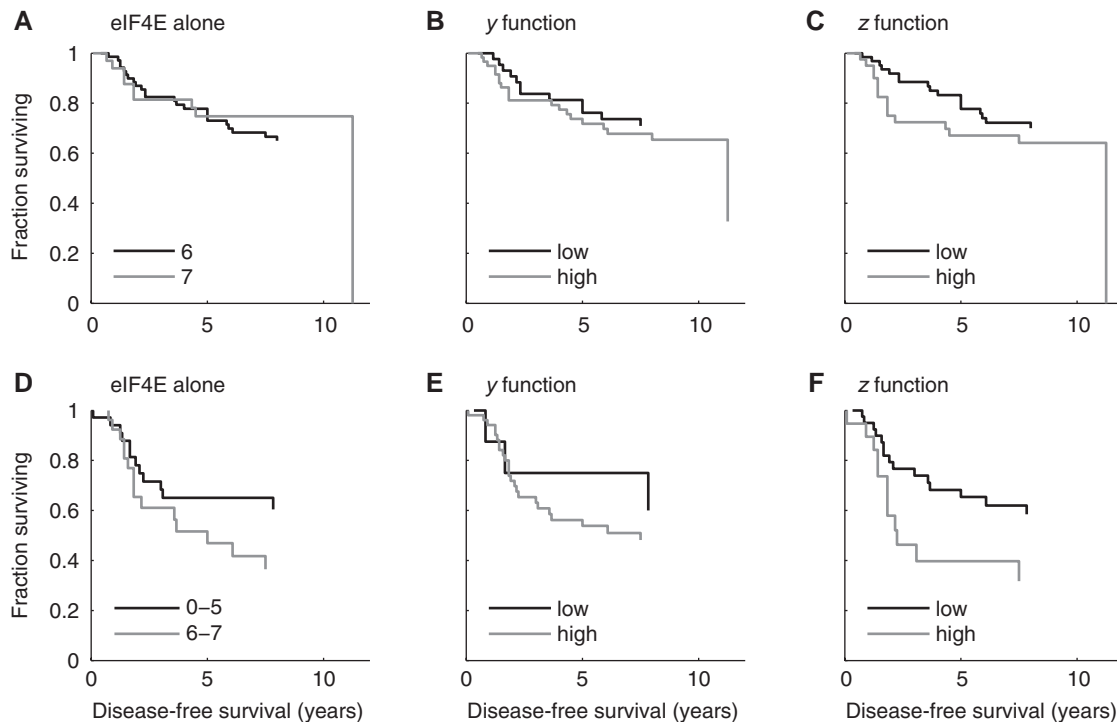 A eIF4E alone
B y function
C z function
Fraction surviving
1
0.8
0.6
0.4
0.2
0
6
7
low
high
low
high
0 5 10
0 5 10
0 5 10
D eIF4E alone
E y function
F z function
Fraction surviving
1
0.8
0.6
0.4
0.2
0
0–5
6–7
low
high
low
high
0 5 10
0 5 10
0 5 10
Disease-free survival (years)
Disease-free survival (years)
Disease-free survival (years)